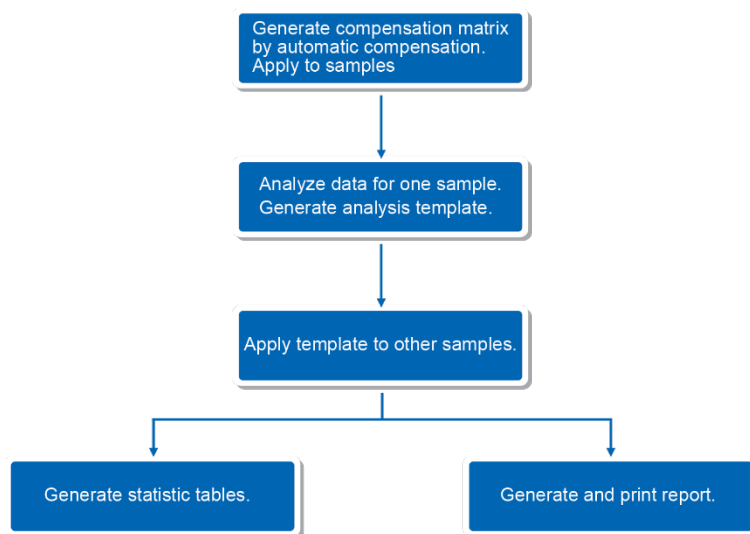 Generate compensation matrix
by automatic compensation.
Apply to samples
Analyze data for one sample.
Generate analysis template.
Apply template to other samples.
Generate statistic tables.
Generate and print report.